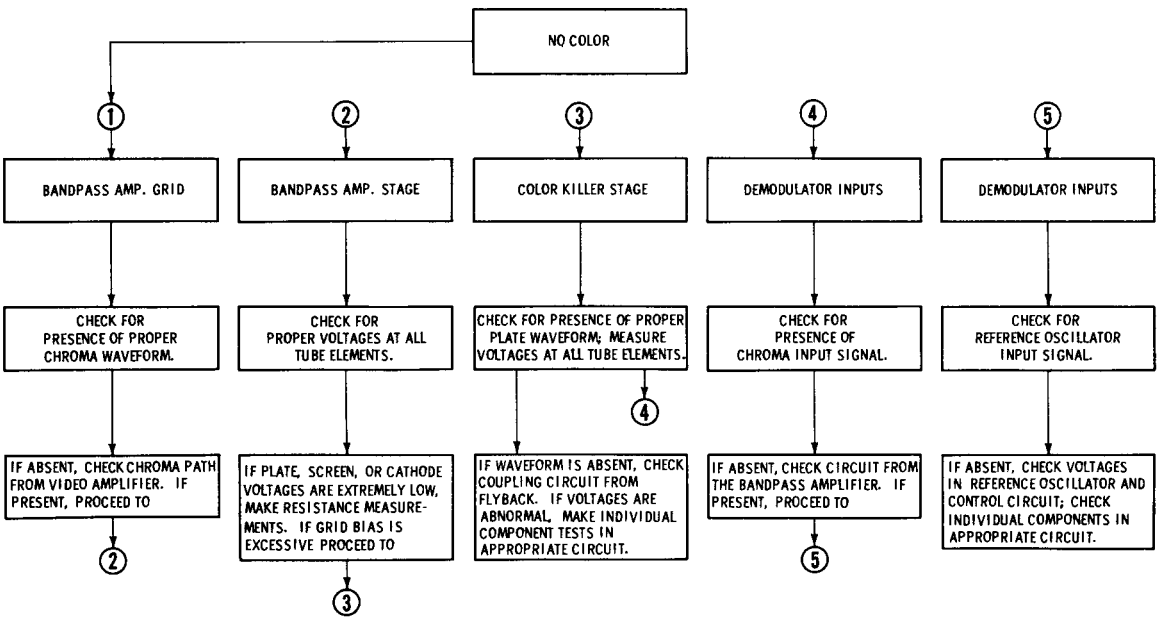 NO COLOR
1
BANDPASS AMP. GRID
CHECK FOR
PRESENCE OF PROPER
CHROMA WAVEFORM.
IF ABSENT, CHECK CHROMA PATH
FROM VIDEO AMPLIFIER. IF
PRESENT, PROCEED TO
2
2
BANDPASS AMP. STAGE
CHECK FOR
PROPER VOLTAGES AT ALL
TUBE ELEMENTS.
IF PLATE, SCREEN, OR CATHODE
VOLTAGES ARE EXTREMELY LOW,
MAKE RESISTANCE MEASURE-
MENTS. IF GRID BIAS IS
EXCESSIVE PROCEED TO
3
3
COLOR KILLER STAGE
CHECK FOR PRESENCE OF PROPER
PLATE WAVEFORM; MEASURE
VOLTAGES AT ALL TUBE ELEMENTS.
4
IF WAVEFORM IS ABSENT, CHECK
COUPLING CIRCUIT FROM
FLYBACK. IF VOLTAGES ARE
ABNORMAL, MAKE INDIVIDUAL
COMPONENT TESTS IN
APPROPRIATE CIRCUIT.
4
DEMODULATOR INPUTS
CHECK FOR
PRESENCE OF
CHROMA INPUT SIGNAL.
IF ABSENT, CHECK CIRCUIT FROM
THE BANDPASS AMPLIFIER. IF
PRESENT, PROCEED TO
5
5
DEMODULATOR INPUTS
CHECK FOR
REFERENCE OSCILLATOR
INPUT SIGNAL.
IF ABSENT, CHECK VOLTAGES
IN REFERENCE OSCILLATOR AND
CONTROL CIRCUIT; CHECK
INDIVIDUAL COMPONENTS IN
APPROPRIATE CIRCUIT.